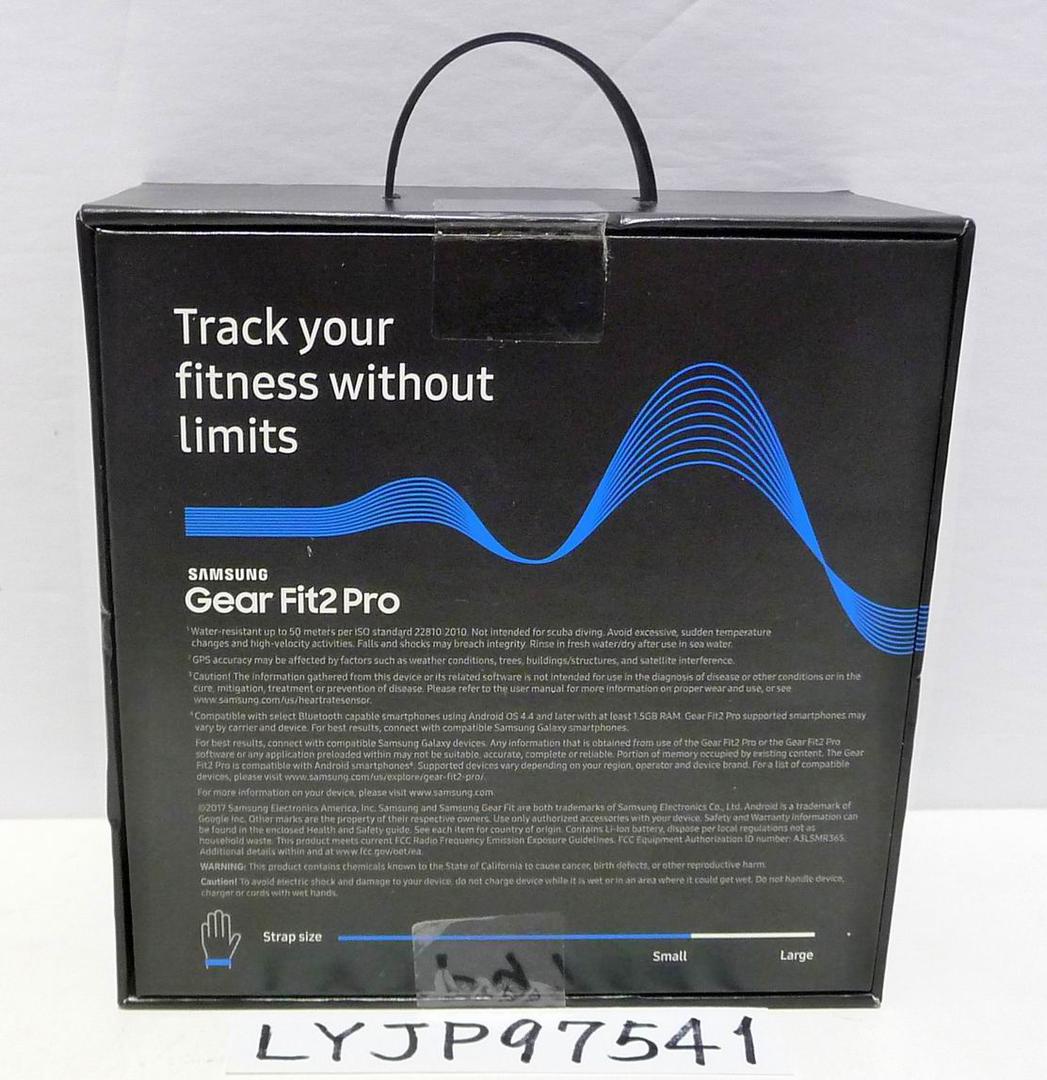 Track your
fitness without
limits
SAMSUNG
Gear Fit2 Pro
¹Water-resistant up to 50 meters per ISO standard 22810:2010. Not intended for scuba diving. Avoid excessive, sudden temperature
changes and high-velocity activities. Falls and shocks may breach integrity. Rinse in fresh water/dry after use in sea water.
²GPS accuracy may be affected by factors such as weather conditions, trees, buildings/structures, and satellite interference.
³Caution! The information gathered from this device or its related software is not intended for use in the diagnosis of disease or other conditions or in the
cure, mitigation, treatment or prevention of disease. Please refer to the user manual for more information on proper wear and use, or see
www.samsung.com/us/heartratesensor.
⁴Compatible with select Bluetooth capable smartphones using Android OS 4.4 and later with at least 1.5GB RAM. Gear Fit2 Pro supported smartphones may
vary by carrier and device. For best results, connect with compatible Samsung Galaxy smartphones.
For best results, connect with compatible Samsung Galaxy devices. Any information that is obtained from use of the Gear Fit2 Pro or the Gear Fit2 Pro
software or any application preloaded within may not be suitable, accurate, complete or reliable. Portion of memory occupied by existing content. The Gear
Fit2 Pro is compatible with Android smartphones⁴. Supported devices vary depending on your region, operator and device brand. For a list of compatible
devices, please visit www.samsung.com/us/explore/gear-fit2-pro/.
For more information on your device, please visit www.samsung.com
©2017 Samsung Electronics America, Inc. Samsung and Samsung Gear Fit are both trademarks of Samsung Electronics Co., Ltd. Android is a trademark of
Google Inc. Other marks are the property of their respective owners. Use only authorized accessories with your device. Safety and Warranty Information can
be found in the enclosed Health and Safety guide. See each item for country of origin. Contains Li-Ion battery, dispose per local regulations not as
household waste. This product meets current FCC Radio Frequency Emission Exposure Guidelines. FCC Equipment Authorization ID number: A3LSMR365.
Additional details within and at www.fcc.gov/oet/ea.
WARNING: This product contains chemicals known to the State of California to cause cancer, birth defects, or other reproductive harm.
Caution! To avoid electric shock and damage to your device, do not charge device while it is wet or in an area where it could get wet. Do not handle device,
charger or cords with wet hands.
Strap size
Small
Large
LYJP97541